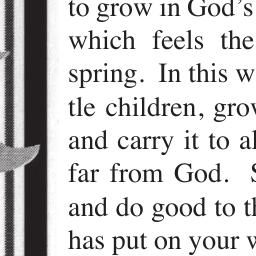 to grow in God's
which feels the
spring. In this w
tle children, grov
and carry it to al
far from God. S
and do good to th
has put on your w